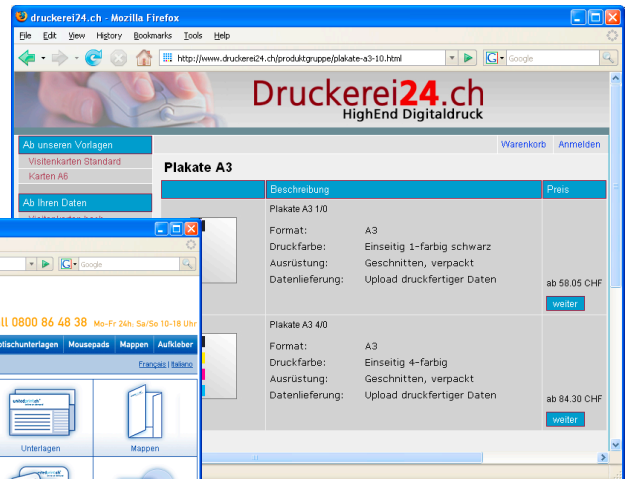 druckerei24.ch - Mozilla Firefox
File Edit View History Bookmarks Tools Help
http://www.druckerei24.ch/produktgruppe/plakate-a3-10.html
Google
Druckerei24.ch
HighEnd Digitaldruck
Ab unseren Vorlagen
Warenkorb Anmelden
Visitenkarten Standard
Karten A6
Plakate A3
Ab Ihren Daten
Beschreibung Preis
Plakate A3 1/0
Format: A3
Druckfarbe: Einseitig 1-farbig schwarz
Ausrüstung: Geschnitten, verpackt
Datenlieferung: Upload druckfertiger Daten
ab 58.05 CHF
weiter
Plakate A3 4/0
Format: A3
Druckfarbe: Einseitig 4-farbig
Ausrüstung: Geschnitten, verpackt
Datenlieferung: Upload druckfertiger Daten
ab 84.30 CHF
weiter
Google
ll 0800 86 48 38 Mo-Fr 24h. Sa/So 10-18 Uhr
tischunterlagen Mousepads Mappen Aufkleber
Français | Italiano
Unterlagen Mappen